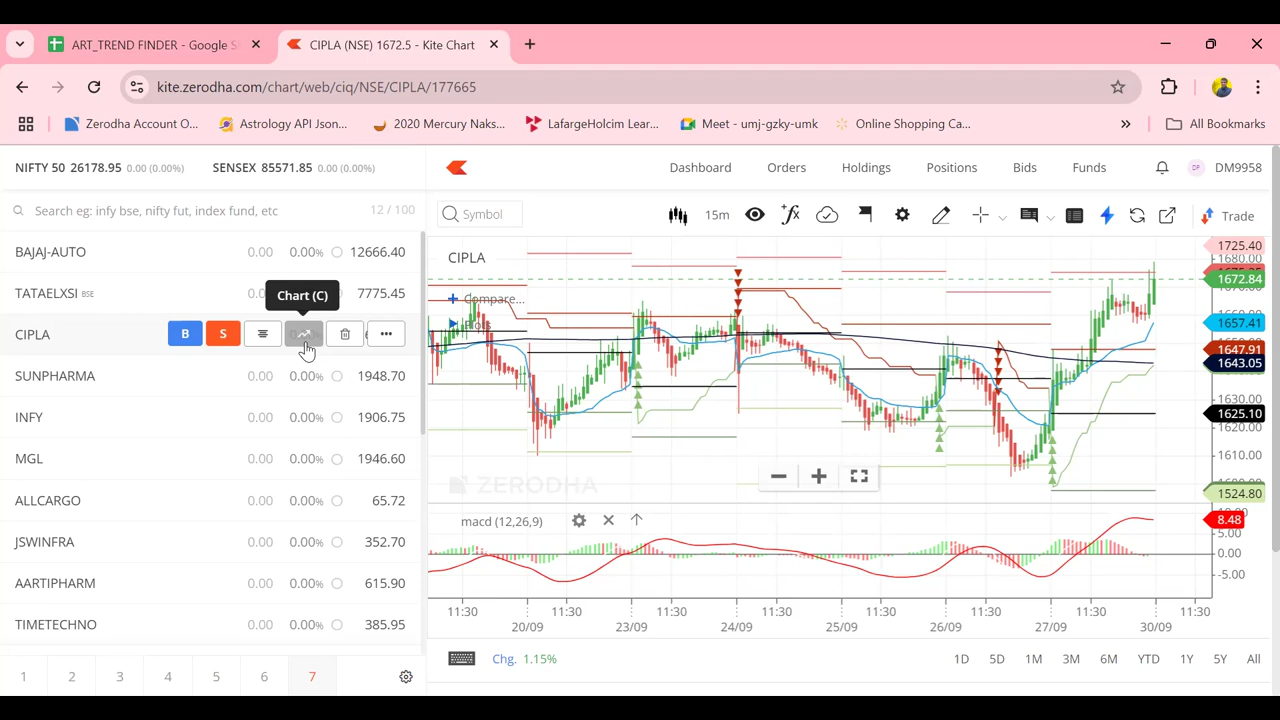 ART_TREND FINDER - Google S
CIPLA (NSE) 1672.5 - Kite Chart
kite.zerodha.com/chart/web/ciq/NSE/CIPLA/177665
Zerodha Account O...
Astrology API Json...
2020 Mercury Naks...
LafargeHolcim Lear...
Meet - umj-gzky-umk
Online Shopping Ca...
All Bookmarks
NIFTY 50 26178.95 0.00 (0.00%)
SENSEX 85571.85 0.00 (0.00%)
Dashboard
Orders
Holdings
Positions
Bids
Funds
DP
DM9958
Search eg: infy bse, nifty fut, index fund, etc
12 / 100
Symbol
15m
Trade
BAJAJ-AUTO 0.00 0.00% 12666.40
TATAELXSI BSE 7775.45
Chart (C)
CIPLA B S
SUNPHARMA 0.00 0.00% 1948.70
INFY 0.00 0.00% 1906.75
MGL 0.00 0.00% 1946.60
ALLCARGO 0.00 0.00% 65.72
JSWINFRA 0.00 0.00% 352.70
AARTIPHARM 0.00 0.00% 615.90
TIMETECHNO 0.00 0.00% 385.95
1 2 3 4 5 6 7
CIPLA
Compare...
ZERODHA
1725.40
1680.00
1672.84
1657.41
1647.91
1643.05
1630.00
1625.10
1620.00
1610.00
1524.80
macd (12,26,9)
8.48
5.00
0.00
-5.00
11:30 11:30 11:30 11:30 11:30 11:30 11:30 11:30
20/09 23/09 24/09 25/09 26/09 27/09 30/09
Chg. 1.15%
1D 5D 1M 3M 6M YTD 1Y 5Y All